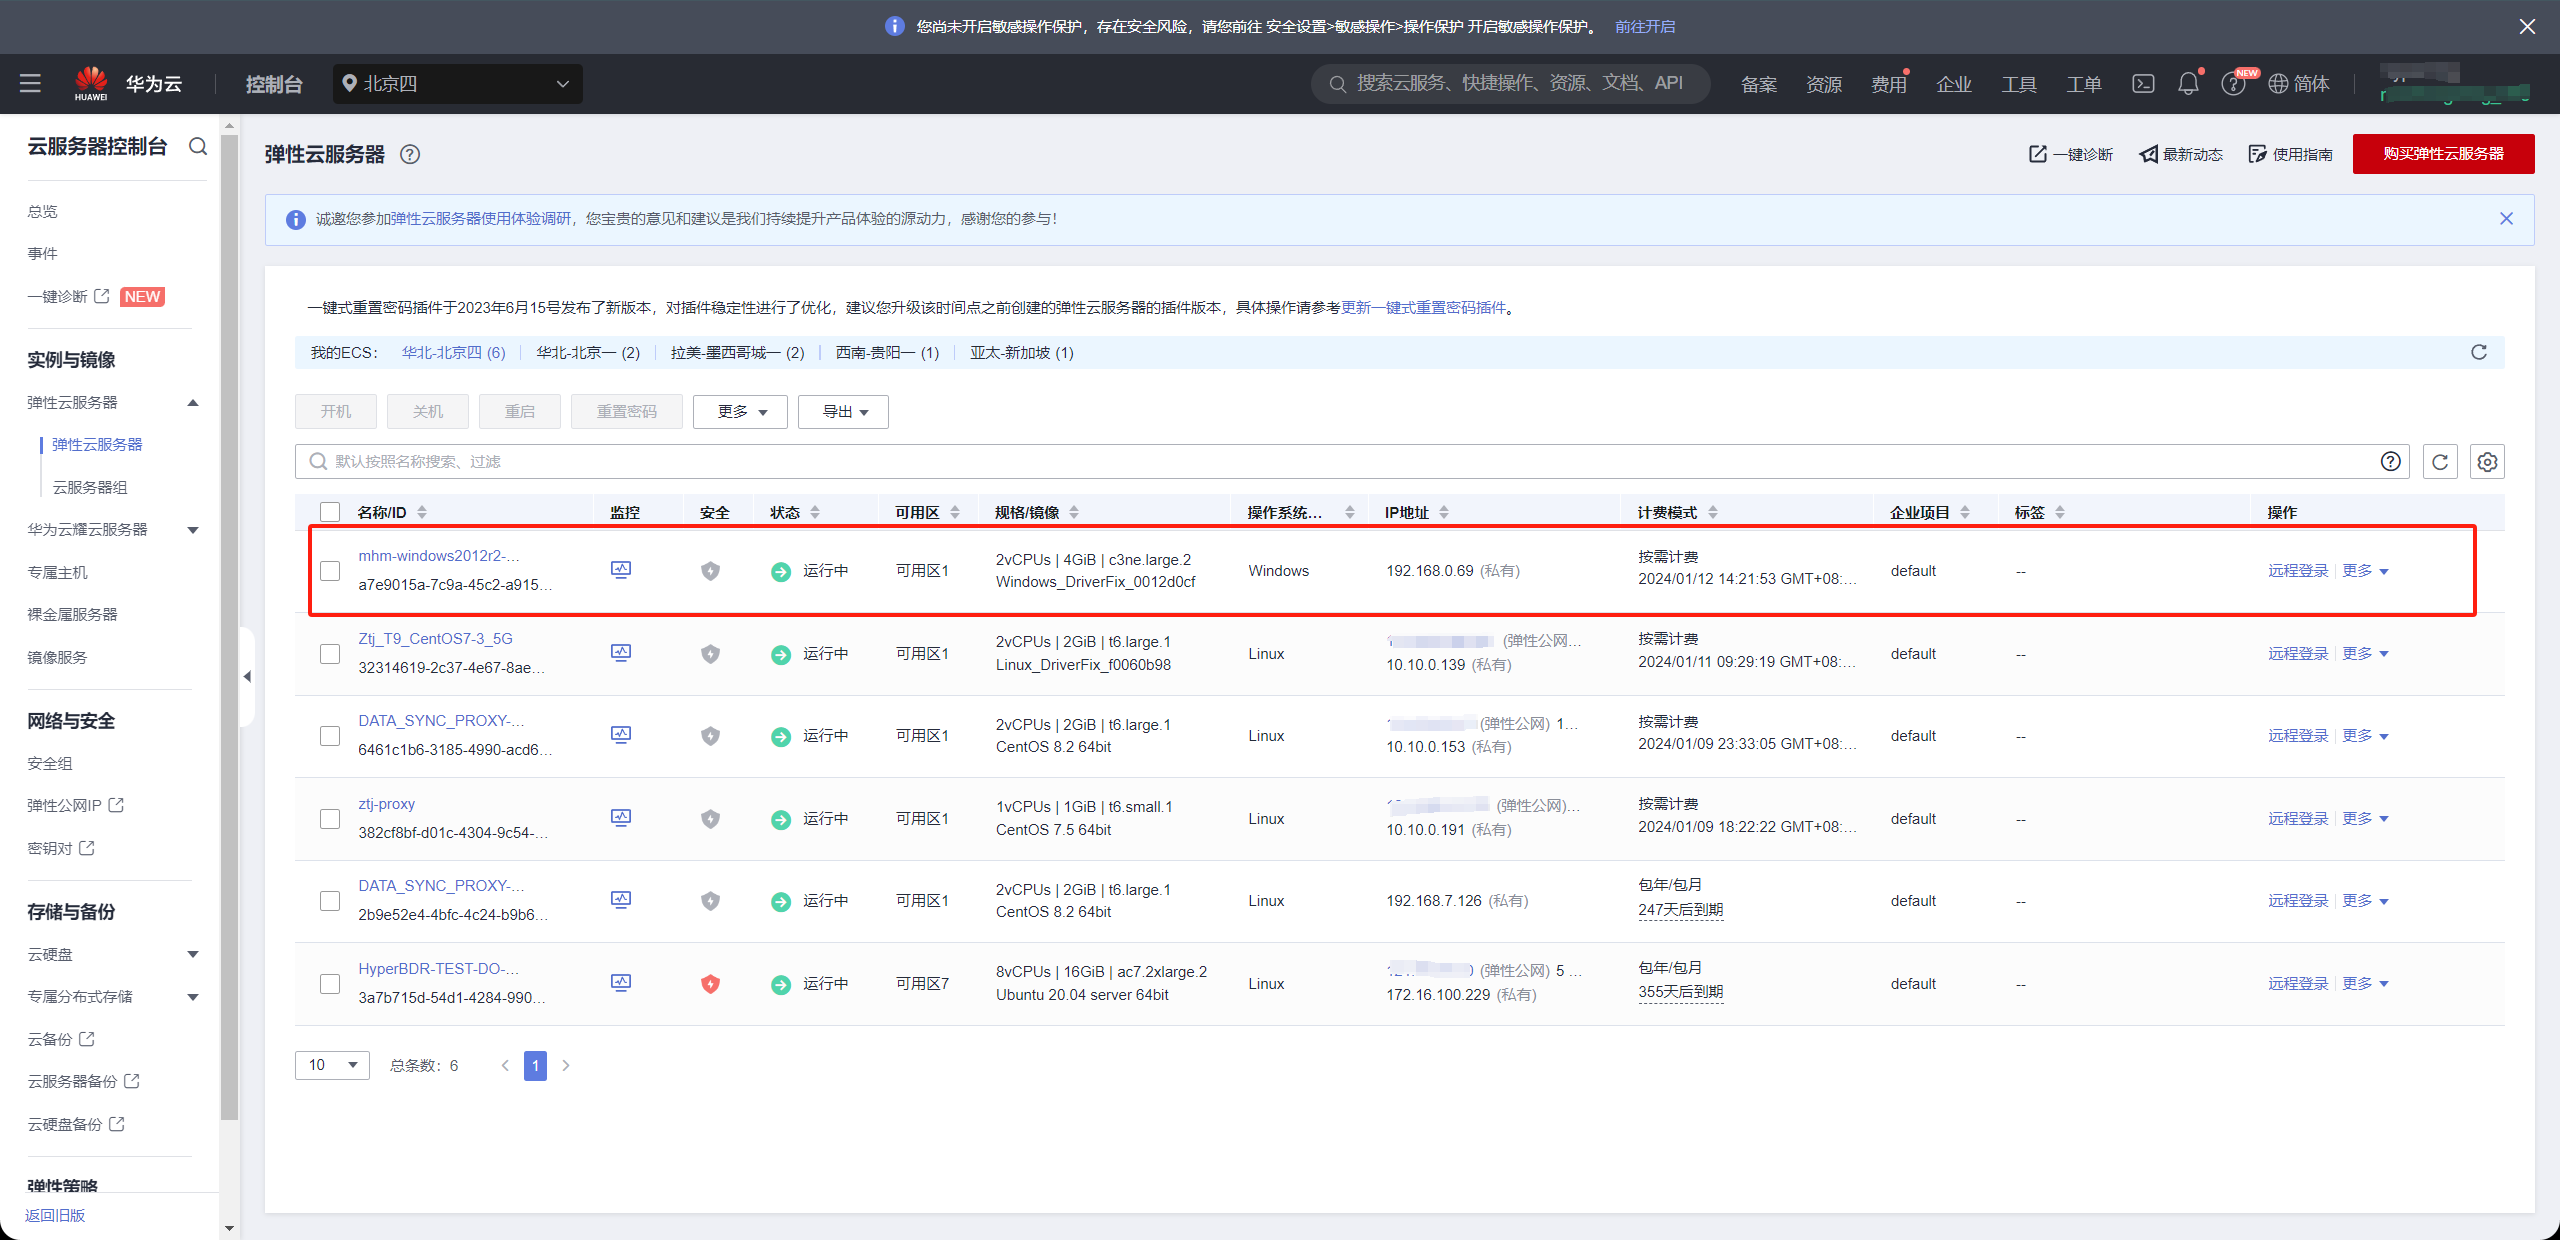 您尚未开启敏感操作保护，存在安全风险，请您前往 安全设置>敏感操作>操作保护 开启敏感操作保护。 前往开启
HUAWEI 华为云 控制台 北京四 搜索云服务、快捷操作、资源、文档、API 备案 资源 费用 企业 工具 工单 NEW 简体
云服务器控制台
总览
事件
一键诊断 NEW
实例与镜像
弹性云服务器
弹性云服务器
云服务器组
华为云耀云服务器
专属主机
裸金属服务器
镜像服务
网络与安全
安全组
弹性公网IP
密钥对
存储与备份
云硬盘
专属分布式存储
云备份
云服务器备份
云硬盘备份
弹性策略
返回旧版
弹性云服务器 一键诊断 最新动态 使用指南 购买弹性云服务器
诚邀您参加弹性云服务器使用体验调研，您宝贵的意见和建议是我们持续提升产品体验的源动力，感谢您的参与！
一键式重置密码插件于2023年6月15号发布了新版本，对插件稳定性进行了优化，建议您升级该时间点之前创建的弹性云服务器的插件版本，具体操作请参考更新一键式重置密码插件。
我的ECS： 华北-北京四 (6) 华北-北京一 (2) 拉美-墨西哥城一 (2) 西南-贵阳一 (1) 亚太-新加坡 (1)
开机 关机 重启 重置密码 更多 导出
默认按照名称搜索、过滤
名称/ID 监控 安全 状态 可用区 规格/镜像 操作系统... IP地址 计费模式 企业项目 标签 操作
mhm-windows2012r2-...
a7e9015a-7c9a-45c2-a915...
运行中 可用区1
2vCPUs | 4GiB | c3ne.large.2
Windows_DriverFix_0012d0cf
Windows 192.168.0.69 (私有)
按需计费
2024/01/12 14:21:53 GMT+08:...
default -- 远程登录 更多
Ztj_T9_CentOS7-3_5G
32314619-2c37-4e67-8ae...
运行中 可用区1
2vCPUs | 2GiB | t6.large.1
Linux_DriverFix_f0060b98
Linux
(弹性公网...
10.10.0.139 (私有)
按需计费
2024/01/11 09:29:19 GMT+08:...
default -- 远程登录 更多
DATA_SYNC_PROXY-...
6461c1b6-3185-4990-acd6...
运行中 可用区1
2vCPUs | 2GiB | t6.large.1
CentOS 8.2 64bit
Linux
(弹性公网) 1...
10.10.0.153 (私有)
按需计费
2024/01/09 23:33:05 GMT+08:...
default -- 远程登录 更多
ztj-proxy
382cf8bf-d01c-4304-9c54-...
运行中 可用区1
1vCPUs | 1GiB | t6.small.1
CentOS 7.5 64bit
Linux
(弹性公网)...
10.10.0.191 (私有)
按需计费
2024/01/09 18:22:22 GMT+08:...
default -- 远程登录 更多
DATA_SYNC_PROXY-...
2b9e52e4-4bfc-4c24-b9b6...
运行中 可用区1
2vCPUs | 2GiB | t6.large.1
CentOS 8.2 64bit
Linux 192.168.7.126 (私有)
包年/包月
247天后到期
default -- 远程登录 更多
HyperBDR-TEST-DO-...
3a7b715d-54d1-4284-990...
运行中 可用区7
8vCPUs | 16GiB | ac7.2xlarge.2
Ubuntu 20.04 server 64bit
Linux
(弹性公网) 5 ...
172.16.100.229 (私有)
包年/包月
355天后到期
default -- 远程登录 更多
10 总条数：6 1